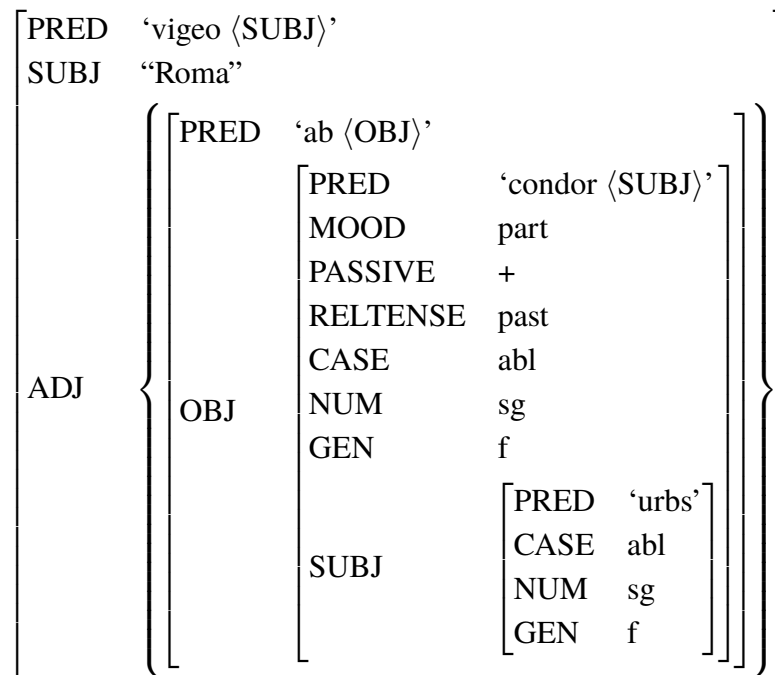 PRED ‘vigeo ⟨SUBJ⟩’
SUBJ “Roma”
PRED ‘ab ⟨OBJ⟩’
PRED ‘condor ⟨SUBJ⟩’
MOOD part
PASSIVE +
RELTENSE past
CASE abl
ADJ
OBJ
NUM sg
GEN f
PRED ‘urbs’
CASE abl
SUBJ
NUM sg
GEN f